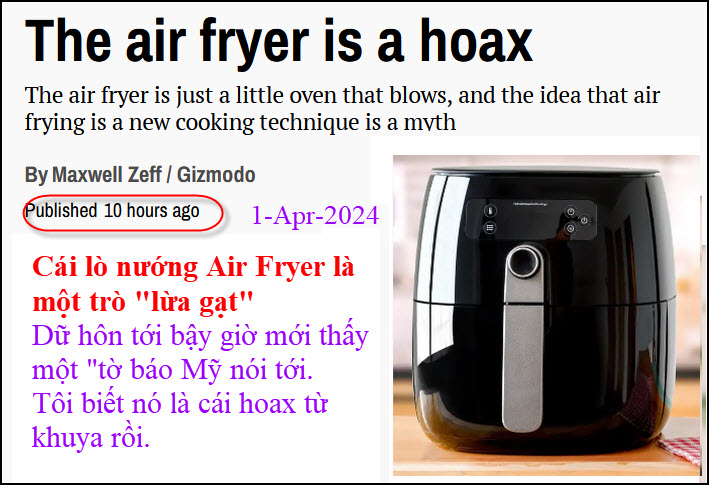 The air fryer is a hoax
The air fryer is just a little oven that blows, and the idea that air
frying is a new cooking technique is a myth
By Maxwell Zeff / Gizmodo
Published 10 hours ago
1-Apr-2024
Cái lò nướng Air Fryer là
một trò "lừa gạt"
Dữ hôn tới bậy giờ mới thấy
một "tờ báo Mỹ nói tới.
Tôi biết nó là cái hoax từ
khuya rồi.